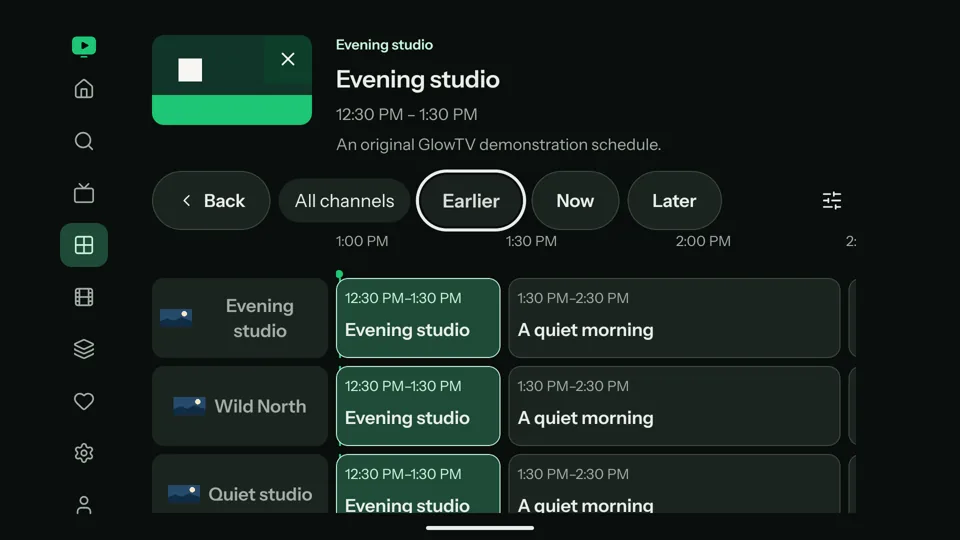 Evening studio
Evening studio
12:30 PM – 1:30 PM
An original GlowTV demonstration schedule.
Back
All channels
Earlier
Now
Later
1:00 PM
1:30 PM
2:00 PM
2:
Evening
studio
12:30 PM–1:30 PM
Evening studio
1:30 PM–2:30 PM
A quiet morning
Wild North
12:30 PM–1:30 PM
Evening studio
1:30 PM–2:30 PM
A quiet morning
Quiet studio
12:30 PM–1:30 PM
Evening studio
1:30 PM–2:30 PM
A quiet morning